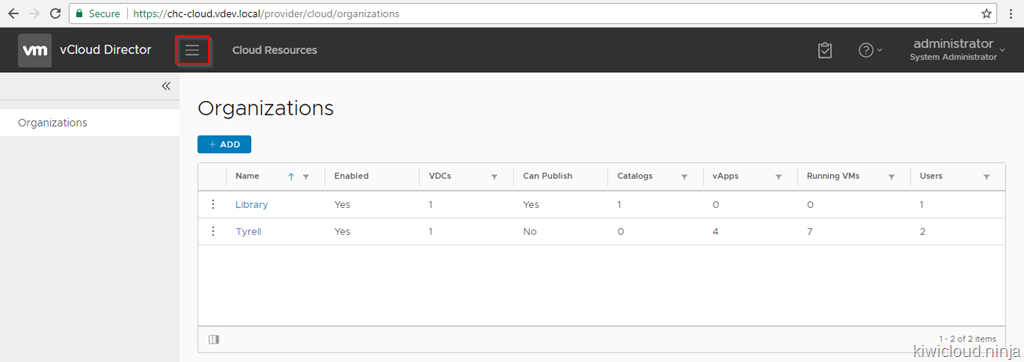 Secure https://chc-cloud.vdev.local/provider/cloud/organizations
vm vCloud Director Cloud Resources administrator
System Administrator
Organizations
Organizations
+ ADD
Name Enabled VDCs Can Publish Catalogs vApps Running VMs Users
Library Yes 1 Yes 1 0 0 1
Tyrell Yes 1 No 0 4 7 2
1 - 2 of 2 items
kiwicloud.ninja